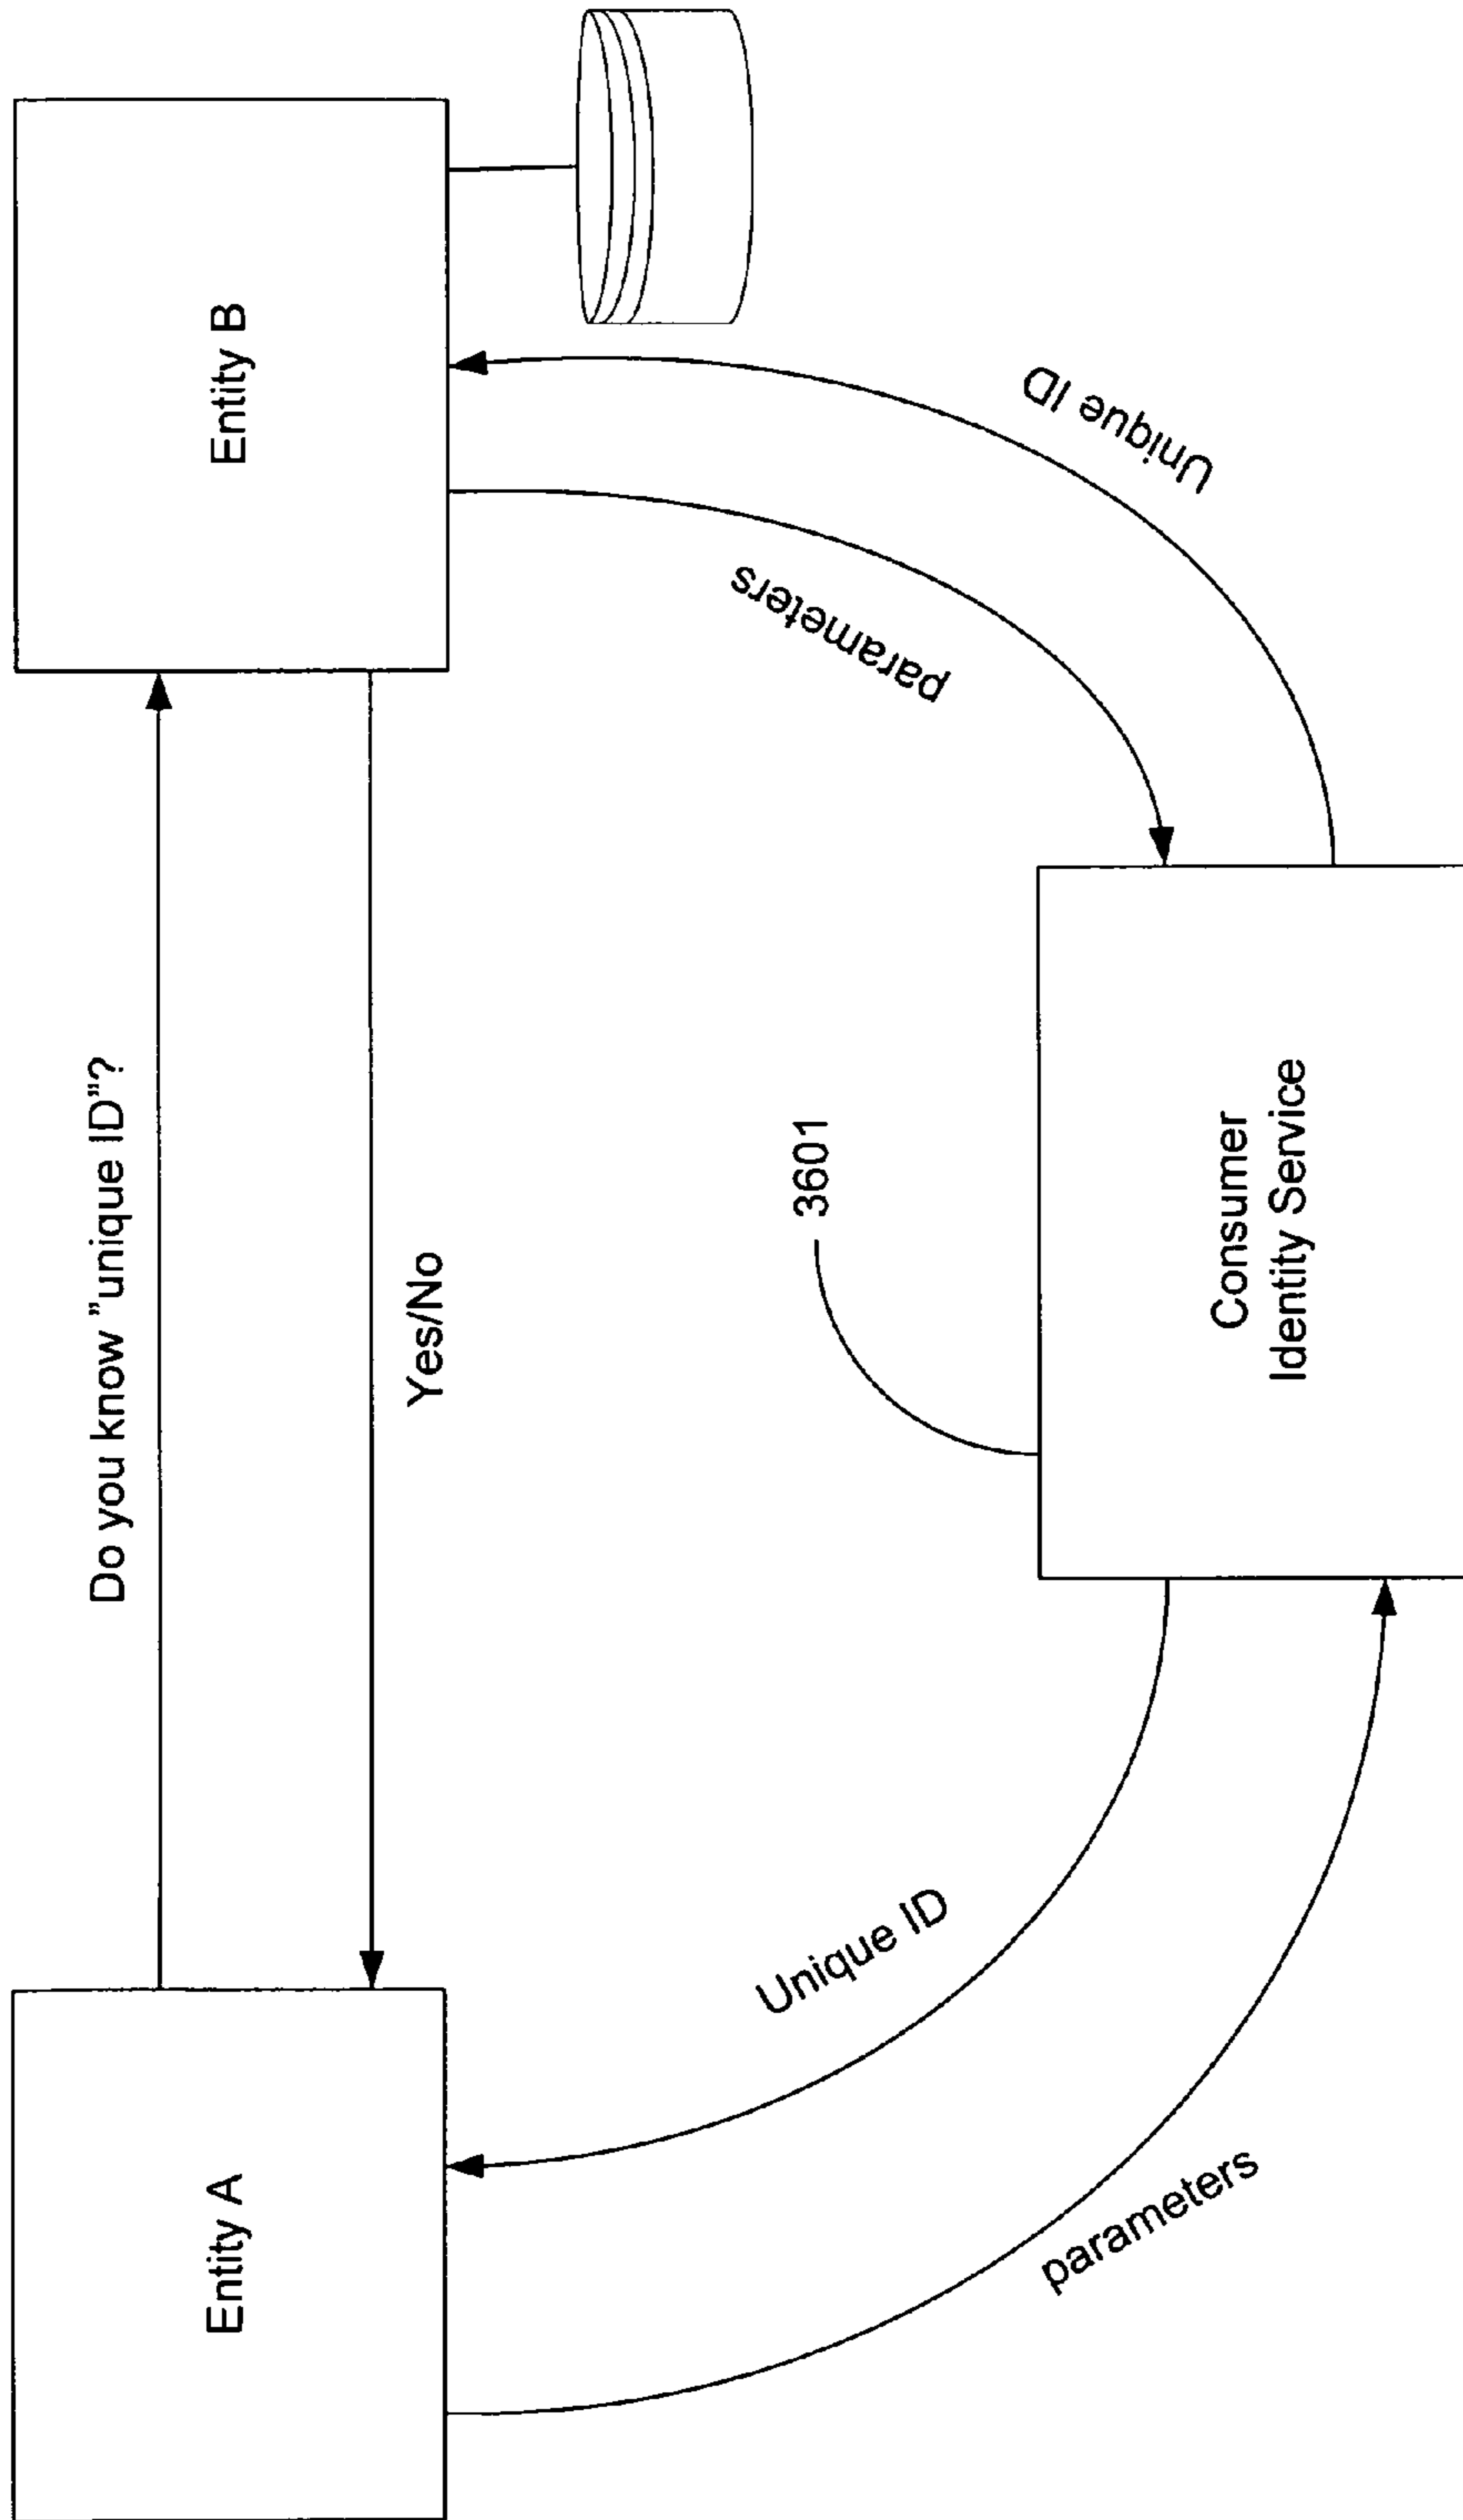 Do you know "unique ID"?
Entity A
Entity B
Yes/No
3601
Unique ID
parameters
parameters
Unique ID
Consumer
Identity Service